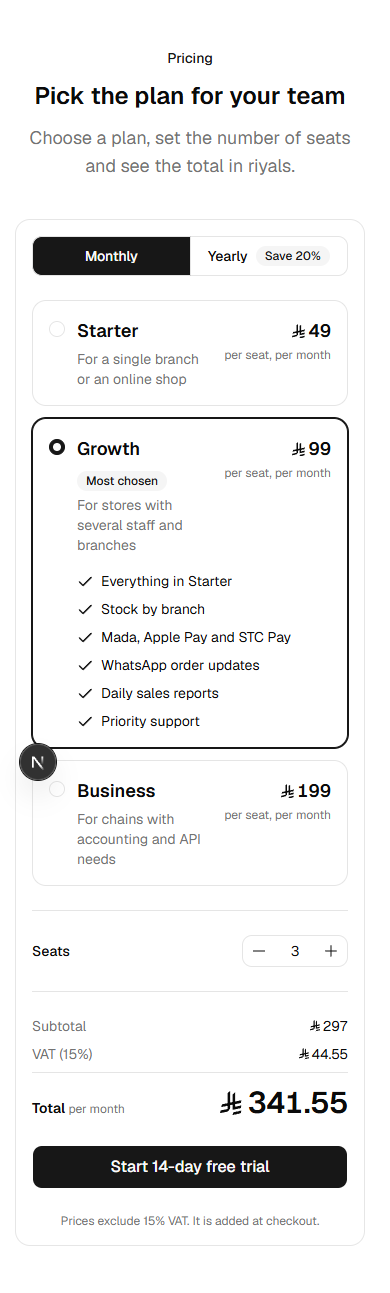 Pricing
Pick the plan for your team
Choose a plan, set the number of seats
and see the total in riyals.
Monthly
Yearly Save 20%
Starter
⃁ 49
For a single branch
or an online shop
per seat, per month
Growth
⃁ 99
per seat, per month
Most chosen
For stores with
several staff and
branches
Everything in Starter
Stock by branch
Mada, Apple Pay and STC Pay
WhatsApp order updates
Daily sales reports
Priority support
N
Business
⃁ 199
For chains with
accounting and API
needs
per seat, per month
Seats
− 3 +
Subtotal ⃁ 297
VAT (15%) ⃁ 44.55
Total per month ⃁ 341.55
Start 14-day free trial
Prices exclude 15% VAT. It is added at checkout.